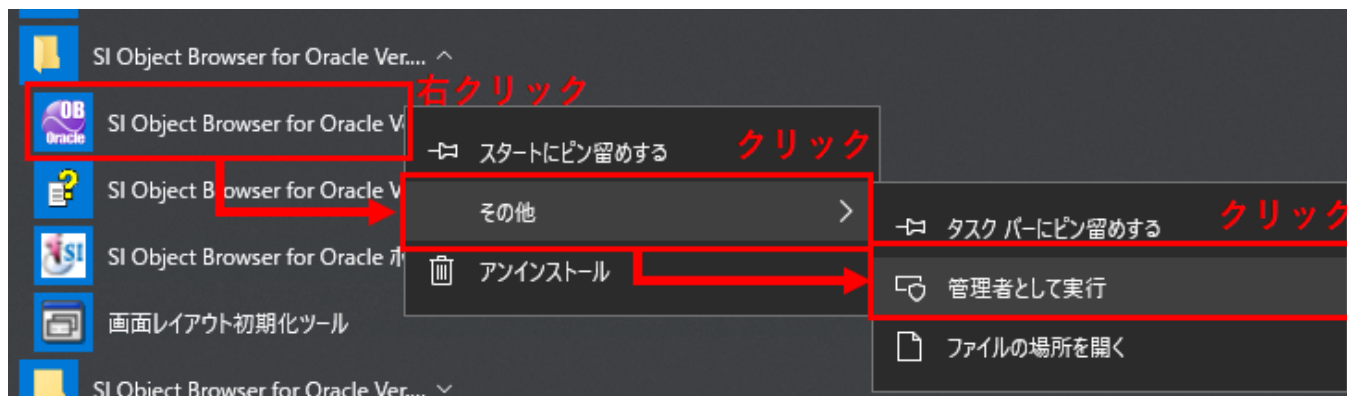 SI Object Browser for Oracle Ver....
右クリック
OB
Oracle
SI Object Browser for Oracle V
スタートにピン留めする
クリック
SI Object Browser for Oracle V
その他
タスク バーにピン留めする
クリック
SI
SI Object Browser for Oracle ホ
アンインストール
管理者として実行
画面レイアウト初期化ツール
ファイルの場所を開く
SI Object Browser for Oracle Ver....